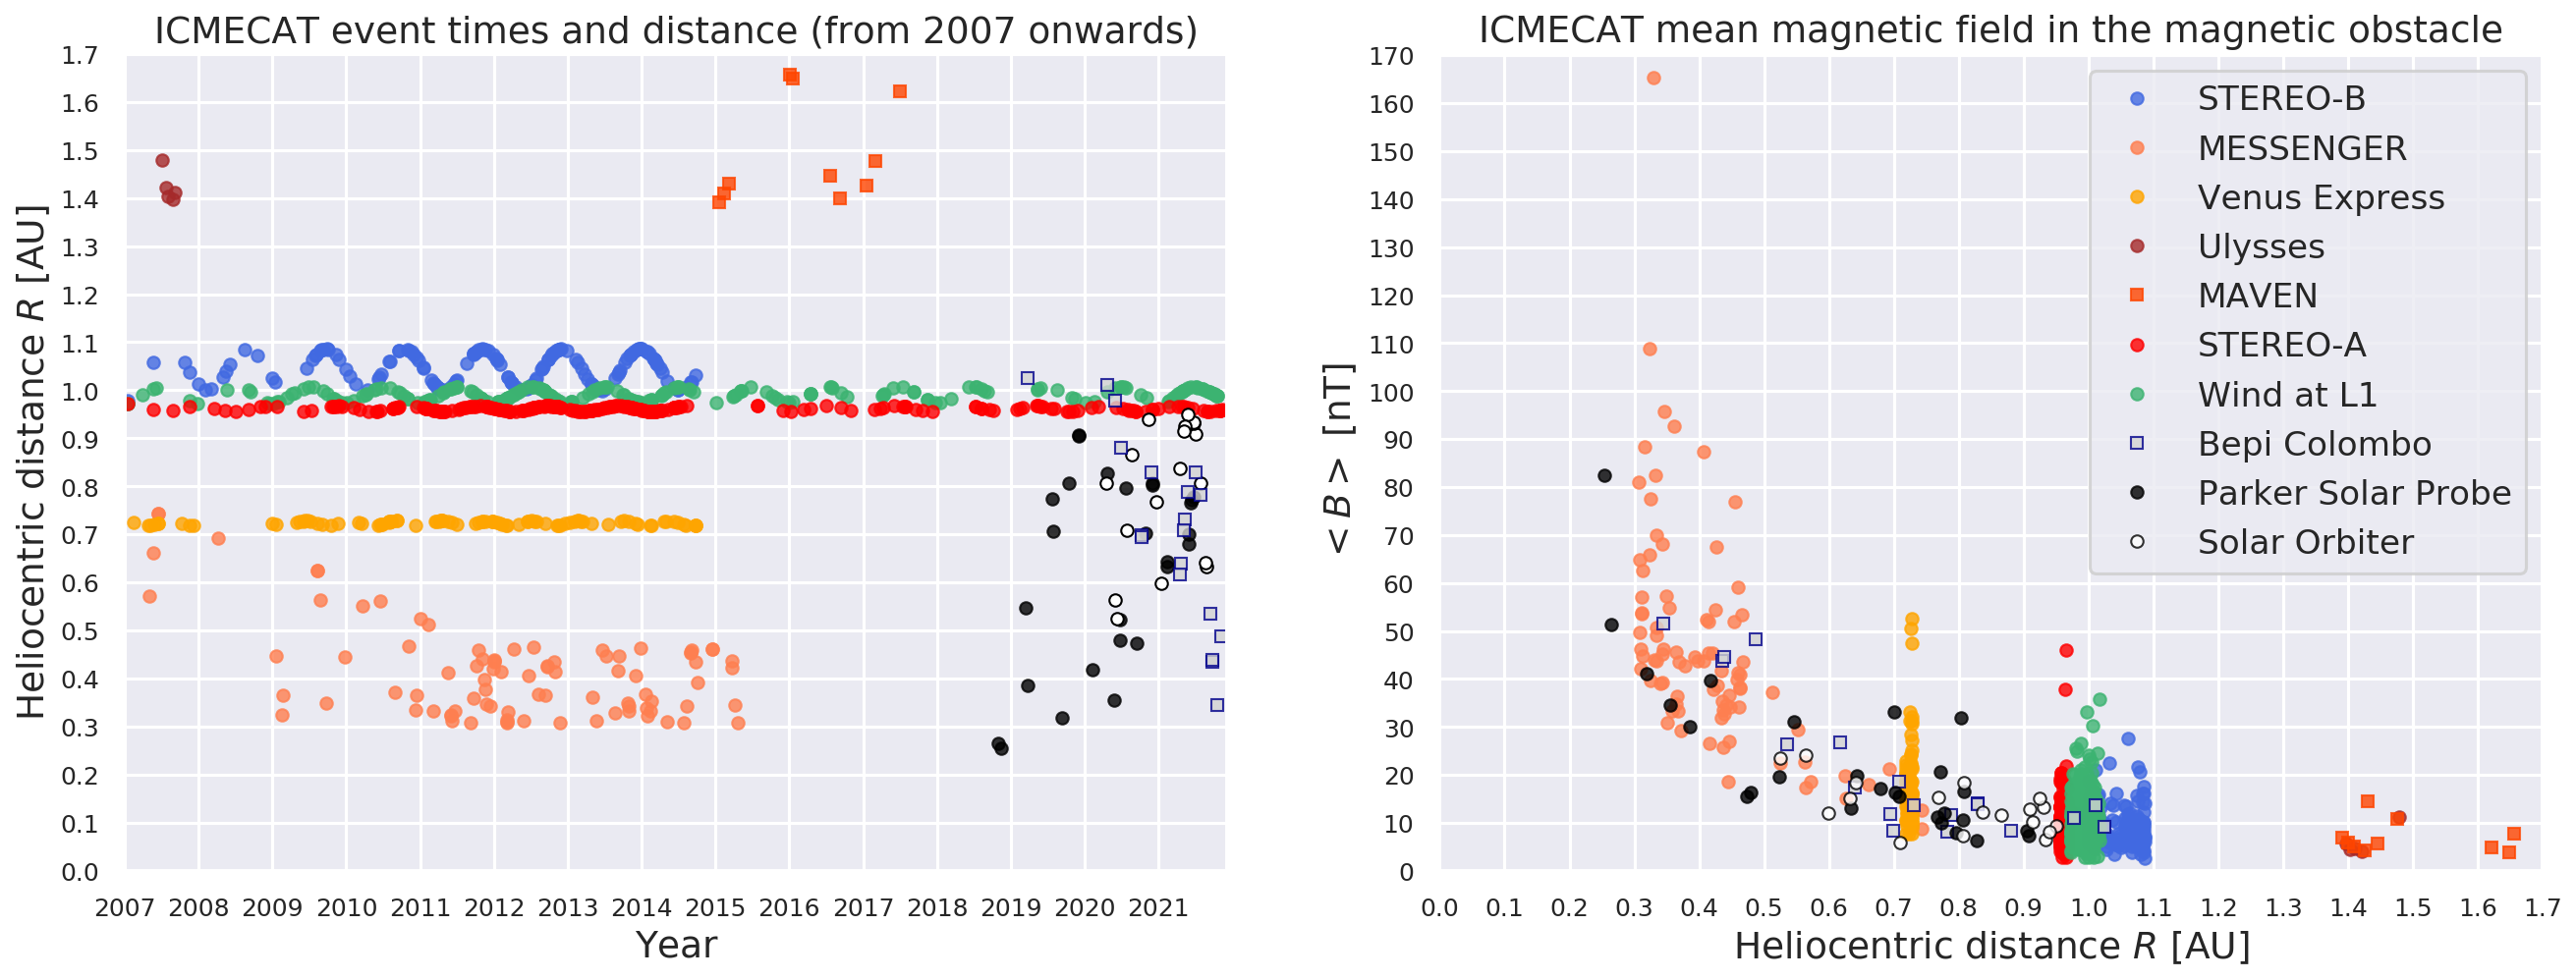 ICMECAT event times and distance (from 2007 onwards)
1.7
1.6
1.5
1.4
1.3
1.2
1.1
1.0
0.9
0.8
0.7
0.6
0.5
0.4
0.3
0.2
0.1
0.0
Heliocentric distance R [AU]
2007 2008 2009 2010 2011 2012 2013 2014 2015 2016 2017 2018 2019 2020 2021
Year
ICMECAT mean magnetic field in the magnetic obstacle
170
160
150
140
130
120
110
100
90
80
70
60
50
40
30
20
10
0
< B > [nT]
STEREO-B
MESSENGER
Venus Express
Ulysses
MAVEN
STEREO-A
Wind at L1
Bepi Colombo
Parker Solar Probe
Solar Orbiter
0.0 0.1 0.2 0.3 0.4 0.5 0.6 0.7 0.8 0.9 1.0 1.1 1.2 1.3 1.4 1.5 1.6 1.7
Heliocentric distance R [AU]